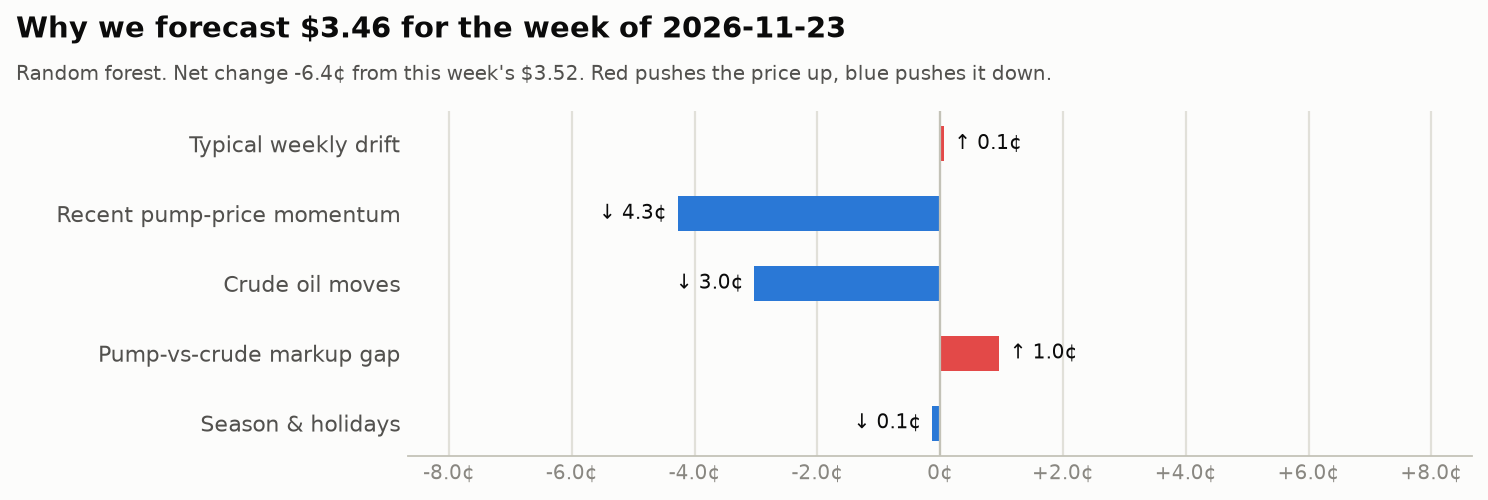 Why we forecast $3.46 for the week of 2026-11-23
Random forest. Net change -6.4¢ from this week's $3.52. Red pushes the price up, blue pushes it down.
Typical weekly drift
↑ 0.1¢
Recent pump-price momentum
↓ 4.3¢
Crude oil moves
↓ 3.0¢
Pump-vs-crude markup gap
↑ 1.0¢
Season & holidays
↓ 0.1¢
-8.0¢ -6.0¢ -4.0¢ -2.0¢ 0¢ +2.0¢ +4.0¢ +6.0¢ +8.0¢